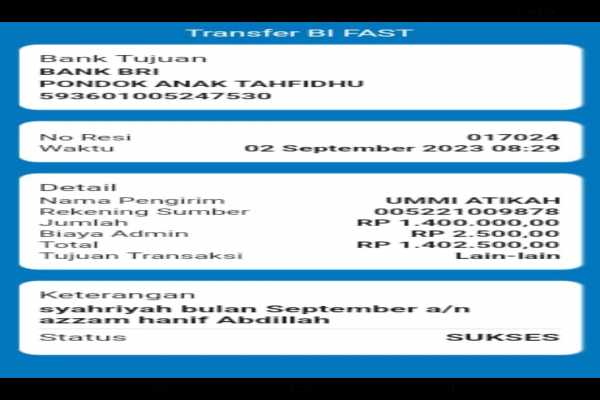 Transfer BI FAST
Bank Tujuan
BANK BRI
PONDOK ANAK TAHFIDHU
593601005247530
No Resi 017024
Waktu 02 September 2023 08:29
Detail
Nama Pengirim UMMI ATIKAH
Rekening Sumber 005221009878
Jumlah RP 1.400.000,00
Biaya Admin RP 2.500,00
Total RP 1.402.500,00
Tujuan Transaksi Lain-lain
Keterangan
syahriyah bulan September a/n
azzam hanif Abdillah
Status SUKSES